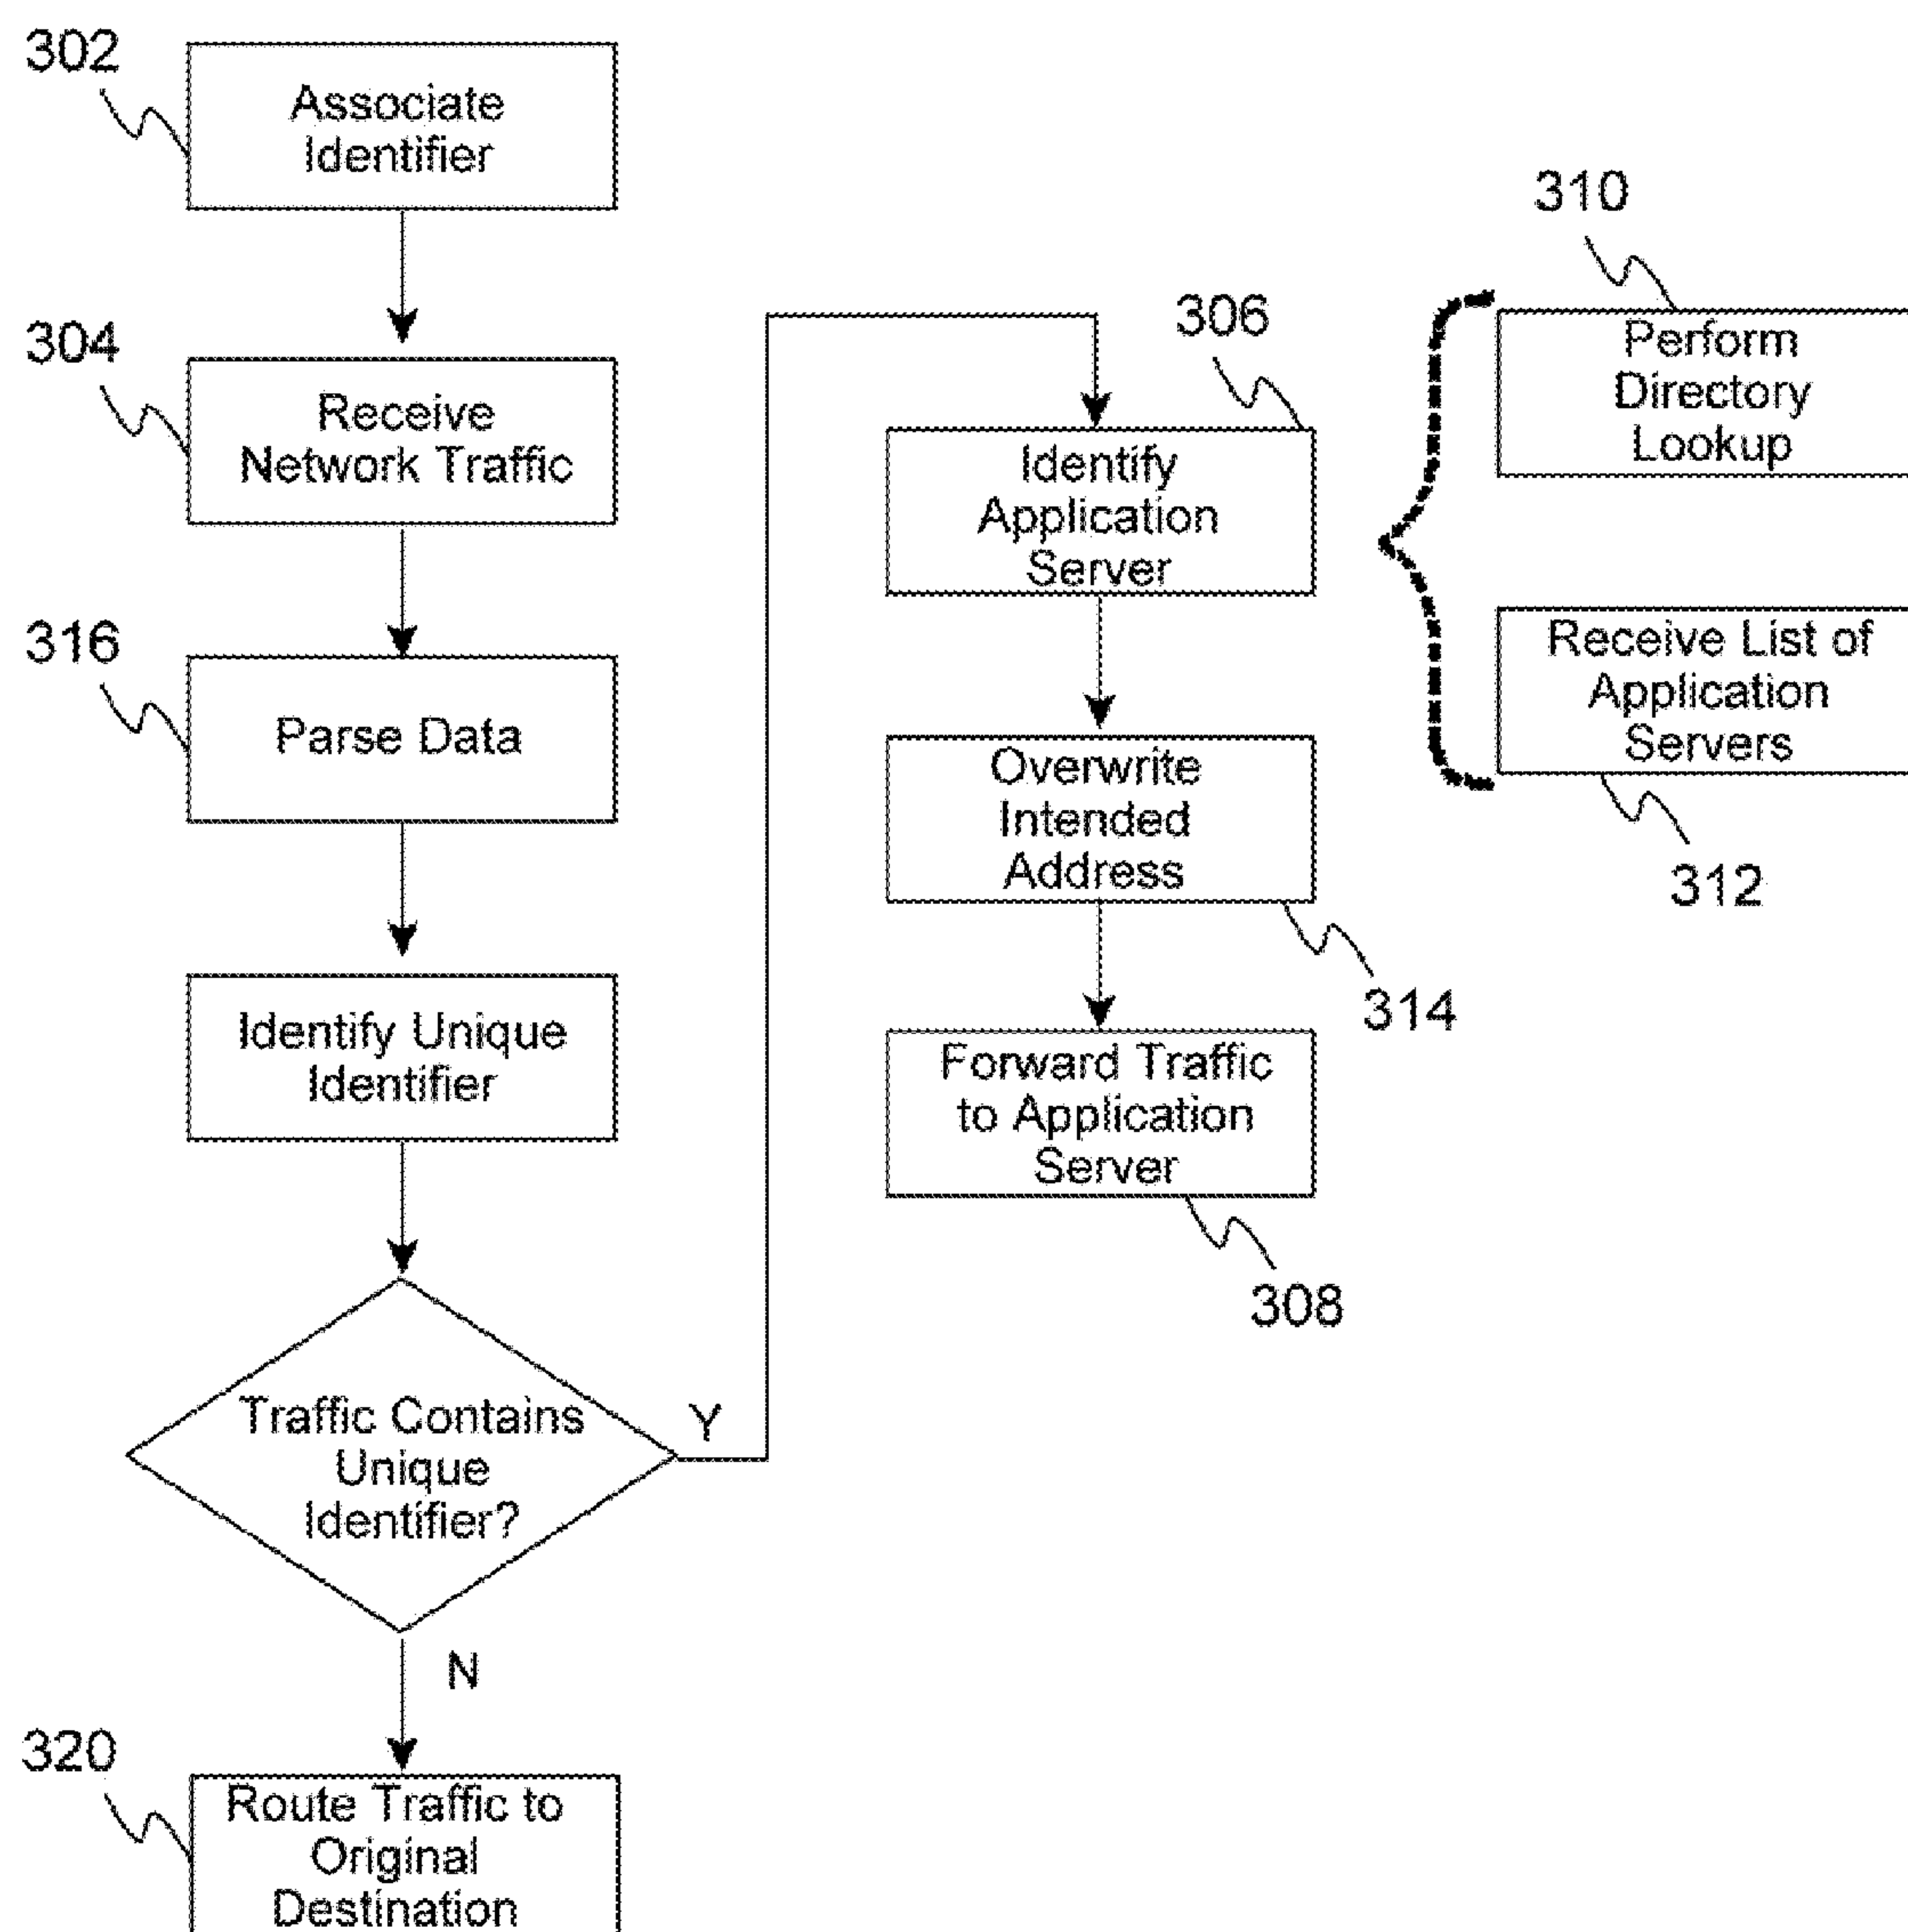 302
Associate
Identifier
304
Receive
Network Traffic
316
Parse Data
Identify Unique
Identifier
Traffic Contains
Unique
Identifier?
Y
N
320
Route Traffic to
Original
Destination
306
Identify
Application
Server
Overwrite
Intended
Address
314
Forward Traffic
to Application
Server
308
310
Perform
Directory
Lookup
Receive List of
Application
Servers
312